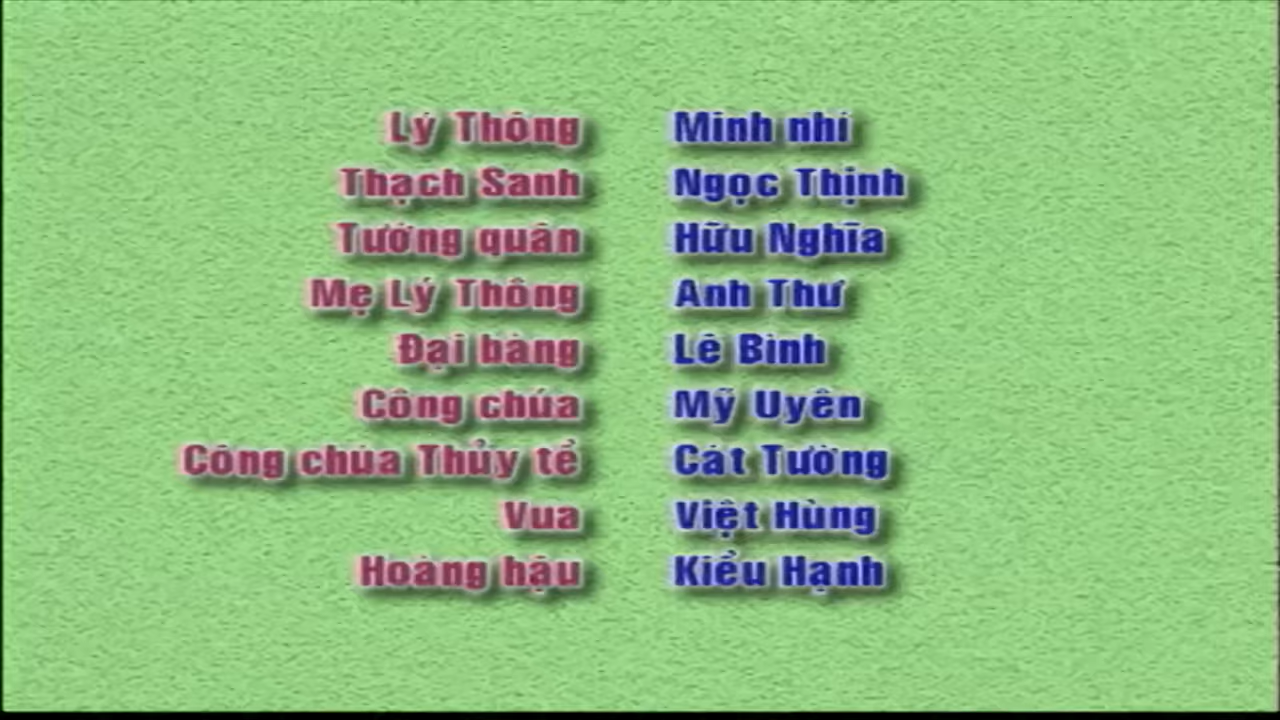 Lý Thông Minh nhí
Thạch Sanh Ngọc Thịnh
Tướng quân Hữu Nghĩa
Mẹ Lý Thông Anh Thư
Đại bàng Lê Bình
Công chúa Mỹ Uyên
Công chúa Thủy tề Cát Tường
Vua Việt Hùng
Hoàng hậu Kiều Hạnh